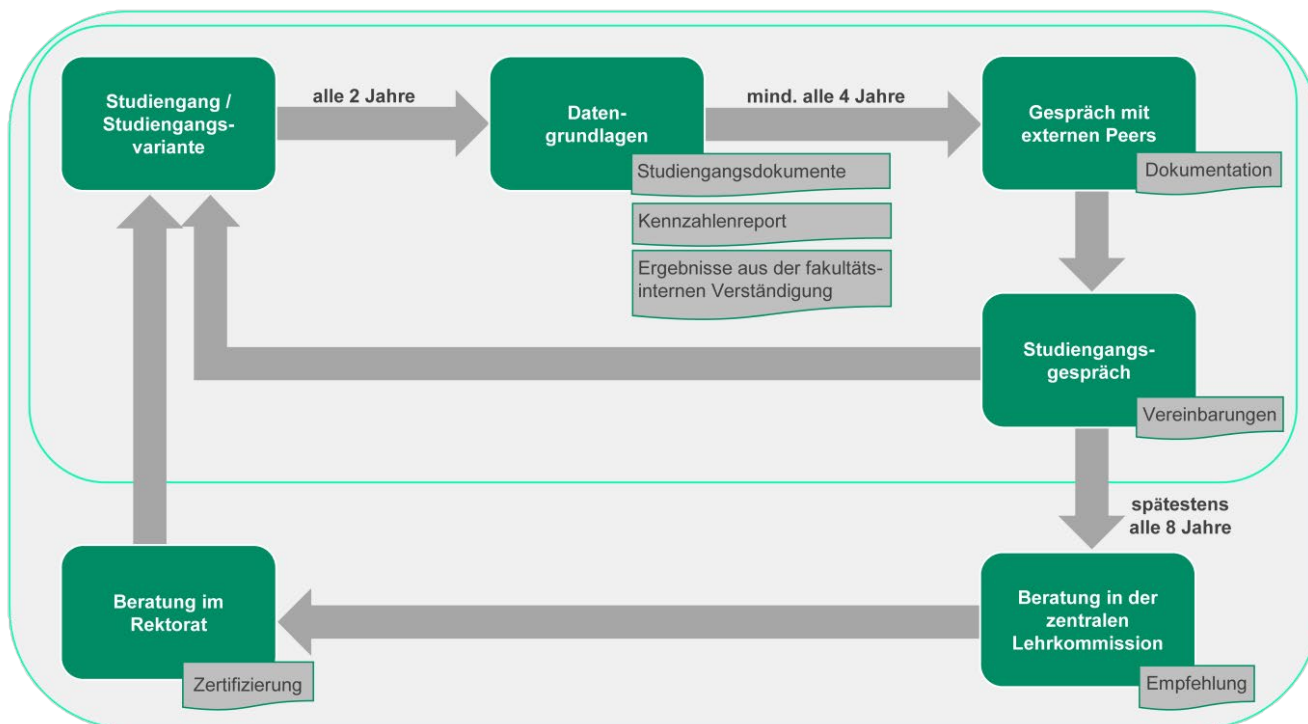 Studiengang /
Studiengangs-
variante
alle 2 Jahre
Daten-
grundlagen
Studiengangsdokumente
Kennzahlenreport
Ergebnisse aus der fakultäts-
internen Verständigung
mind. alle 4 Jahre
Gespräch mit
externen Peers
Dokumentation
Studiengangs-
gespräch
Vereinbarungen
spätestens
alle 8 Jahre
Beratung in der
zentralen
Lehrkommission
Empfehlung
Beratung im
Rektorat
Zertifizierung